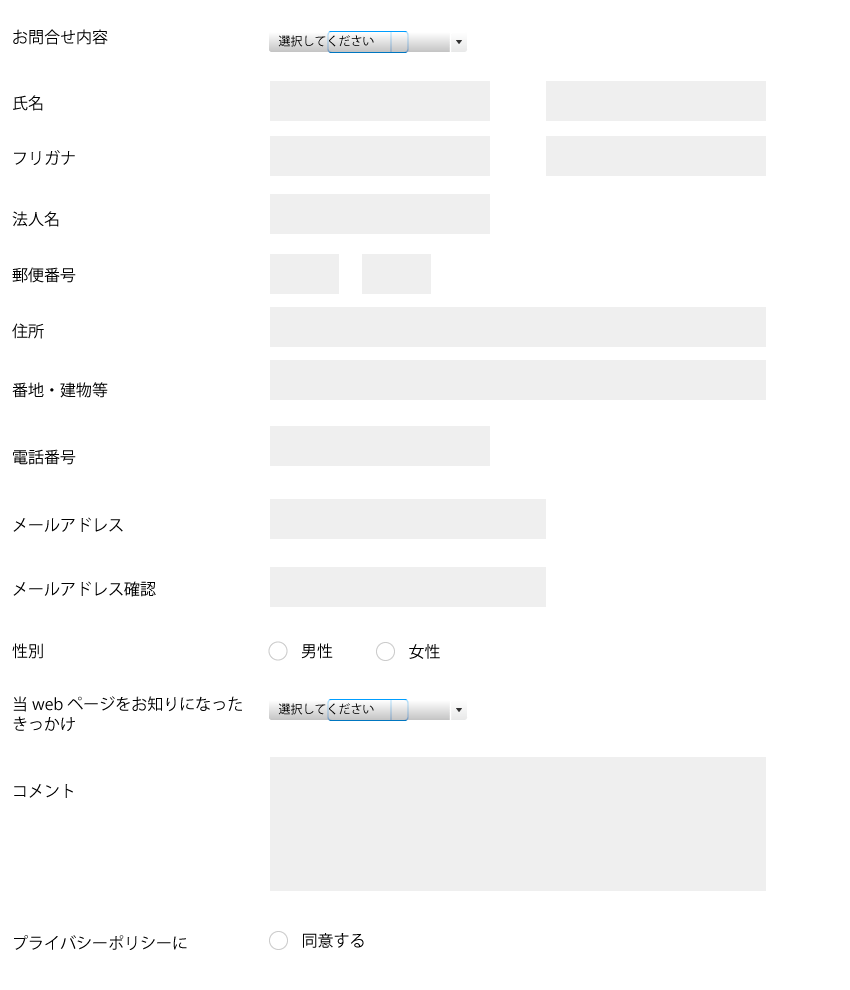 お問合せ内容
選択してください
氏名
フリガナ
法人名
郵便番号
住所
番地・建物等
電話番号
メールアドレス
メールアドレス確認
性別 男性 女性
当 web ページをお知りになった
きっかけ
選択してください
コメント
プライバシーポリシーに 同意する